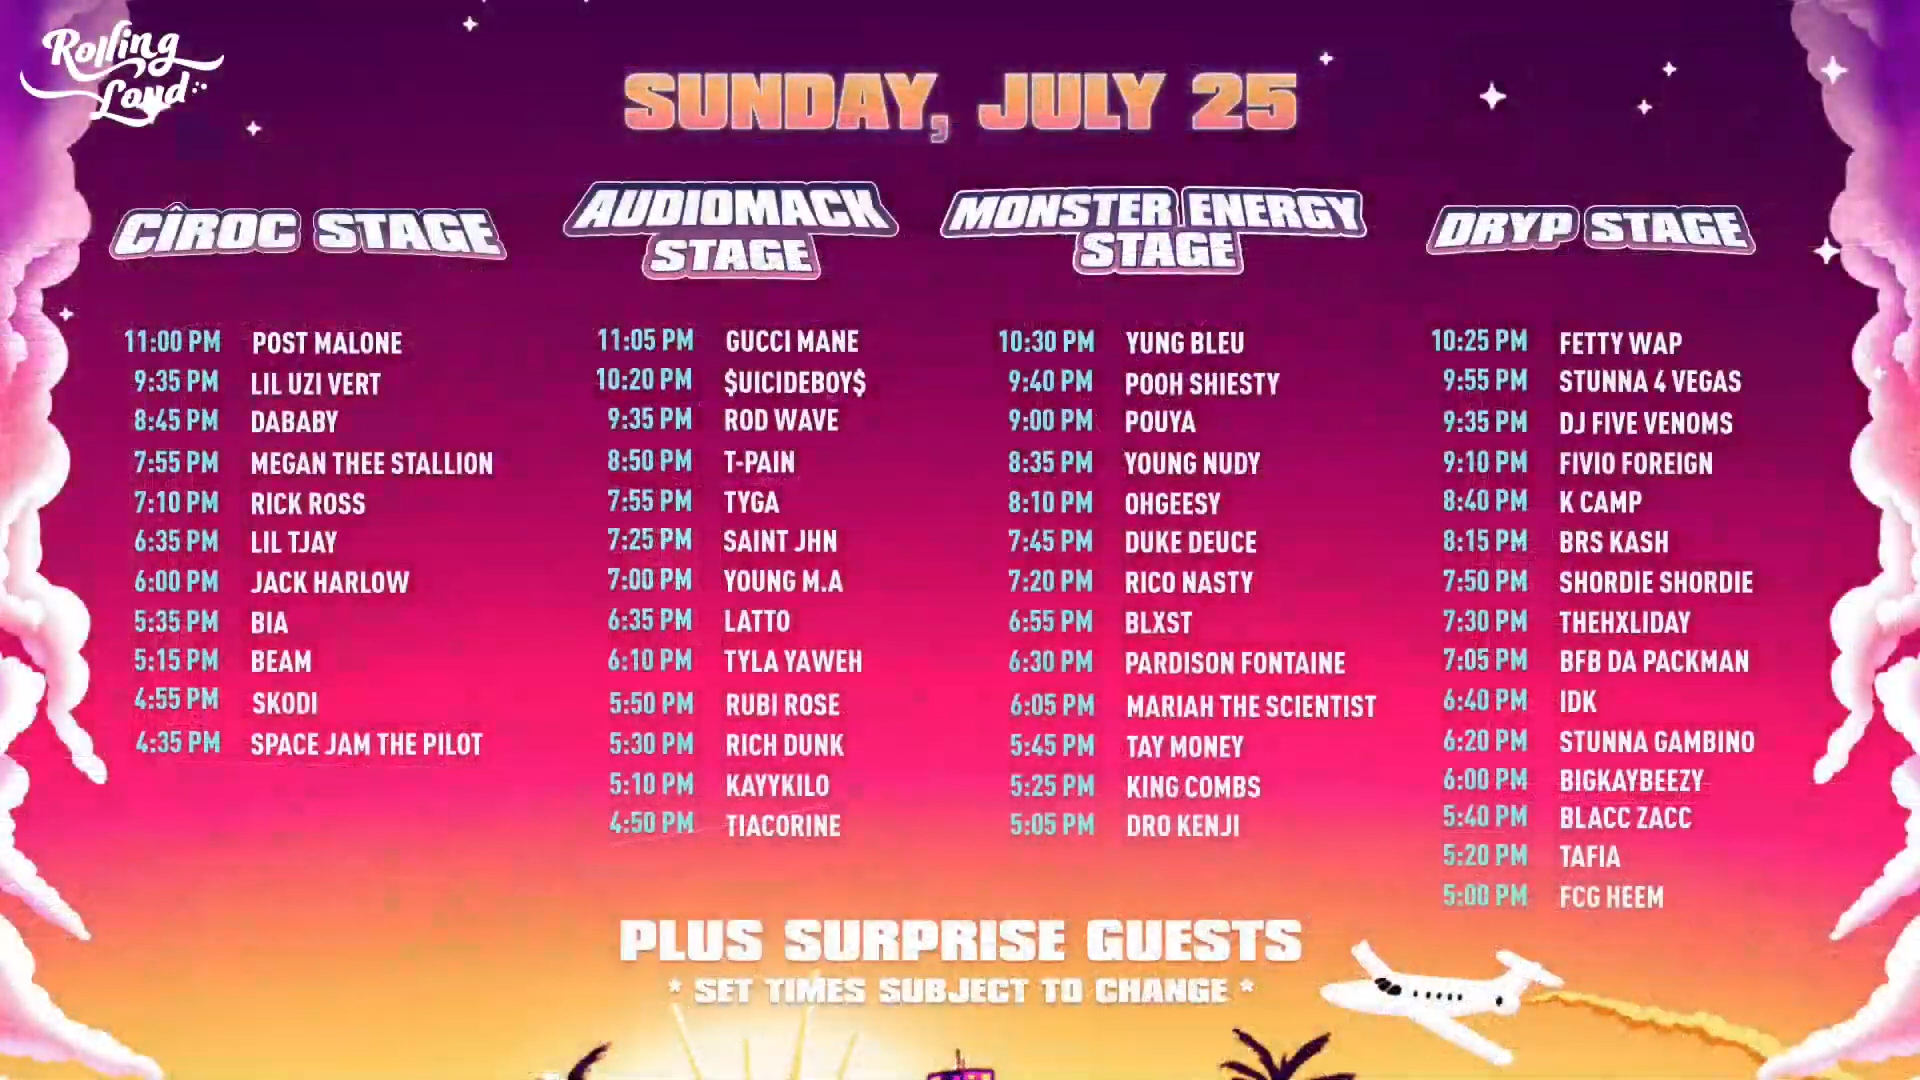 Rolling
Loud
SUNDAY, JULY 25
CÎROC STAGE
11:00 PM POST MALONE
9:35 PM LIL UZI VERT
8:45 PM DABABY
7:55 PM MEGAN THEE STALLION
7:10 PM RICK ROSS
6:35 PM LIL TJAY
6:00 PM JACK HARLOW
5:35 PM BIA
5:15 PM BEAM
4:55 PM SKODI
4:35 PM SPACE JAM THE PILOT
AUDIOMACK
STAGE
11:05 PM GUCCI MANE
10:20 PM $UICIDEBOY$
9:35 PM ROD WAVE
8:50 PM T-PAIN
7:55 PM TYGA
7:25 PM SAINT JHN
7:00 PM YOUNG M.A
6:35 PM LATTO
6:10 PM TYLA YAWEH
5:50 PM RUBI ROSE
5:30 PM RICH DUNK
5:10 PM KAYYKILO
4:50 PM TIACORINE
MONSTER ENERGY
STAGE
10:30 PM YUNG BLEU
9:40 PM POOH SHIESTY
9:00 PM POUYA
8:35 PM YOUNG NUDY
8:10 PM OHGEESY
7:45 PM DUKE DEUCE
7:20 PM RICO NASTY
6:55 PM BLXST
6:30 PM PARDISON FONTAINE
6:05 PM MARIAH THE SCIENTIST
5:45 PM TAY MONEY
5:25 PM KING COMBS
5:05 PM DRO KENJI
DRYP STAGE
10:25 PM FETTY WAP
9:55 PM STUNNA 4 VEGAS
9:35 PM DJ FIVE VENOMS
9:10 PM FIVIO FOREIGN
8:40 PM K CAMP
8:15 PM BRS KASH
7:50 PM SHORDIE SHORDIE
7:30 PM THEHXLIDAY
7:05 PM BFB DA PACKMAN
6:40 PM IDK
6:20 PM STUNNA GAMBINO
6:00 PM BIGKAYBEEZY
5:40 PM BLACC ZACC
5:20 PM TAFIA
5:00 PM FCG HEEM
PLUS SURPRISE GUESTS
* SET TIMES SUBJECT TO CHANGE *